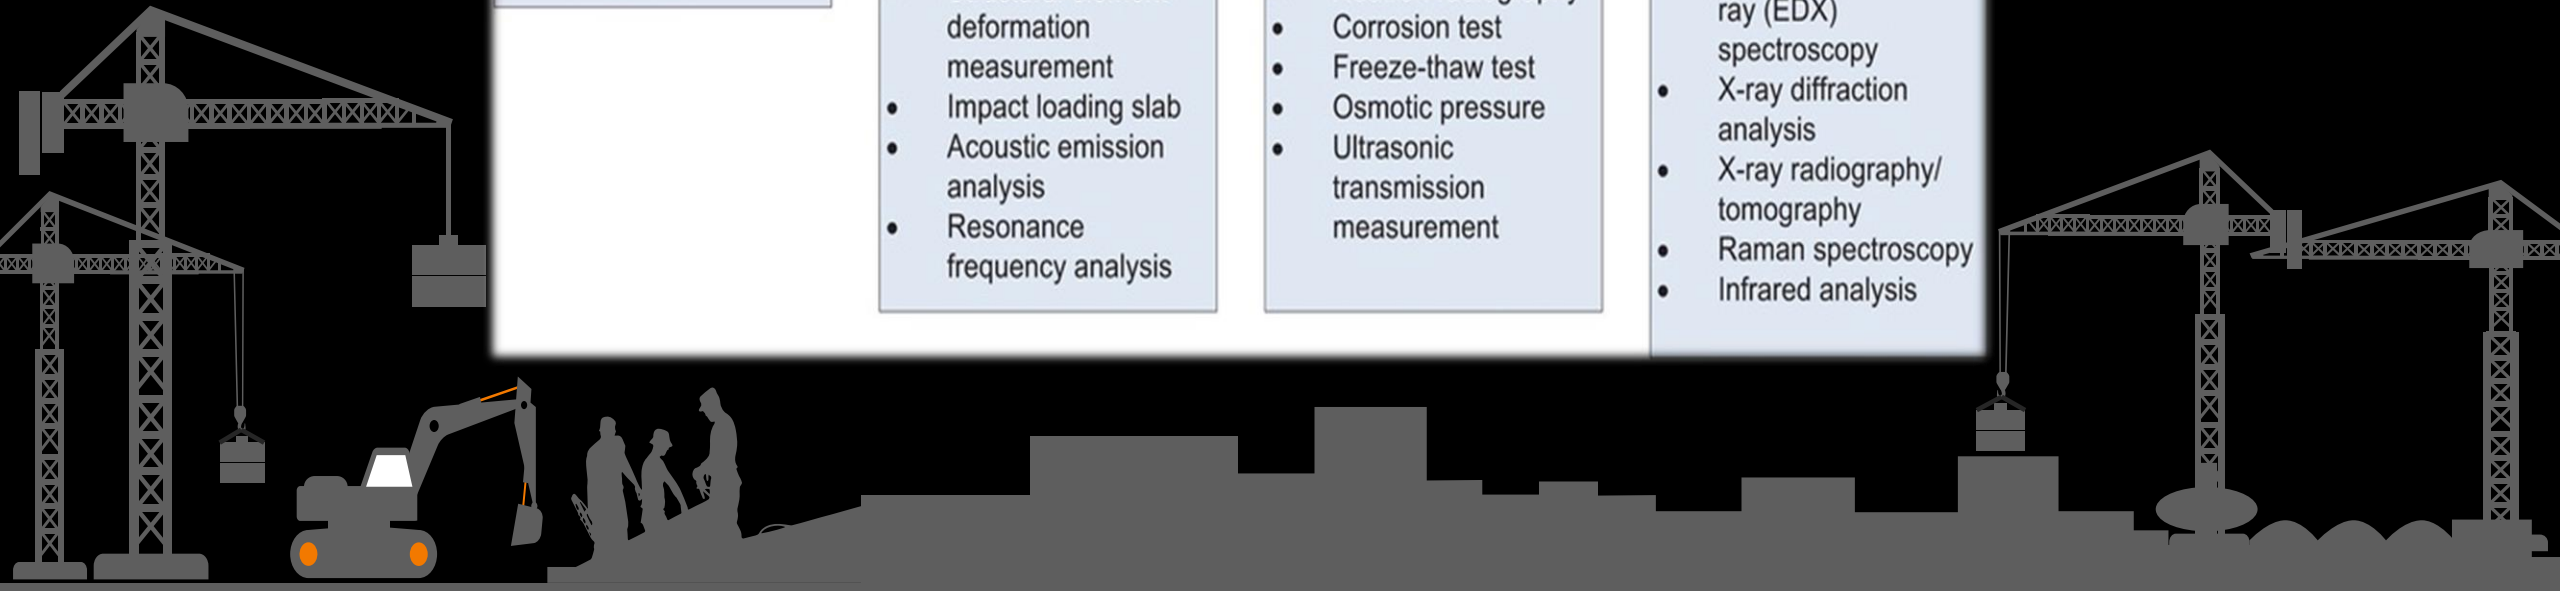 deformation
measurement
Impact loading slab
Acoustic emission
analysis
Resonance
frequency analysis
Corrosion test
Freeze-thaw test
Osmotic pressure
Ultrasonic
transmission
measurement
ray (EDX)
spectroscopy
X-ray diffraction
analysis
X-ray radiography/
tomography
Raman spectroscopy
Infrared analysis